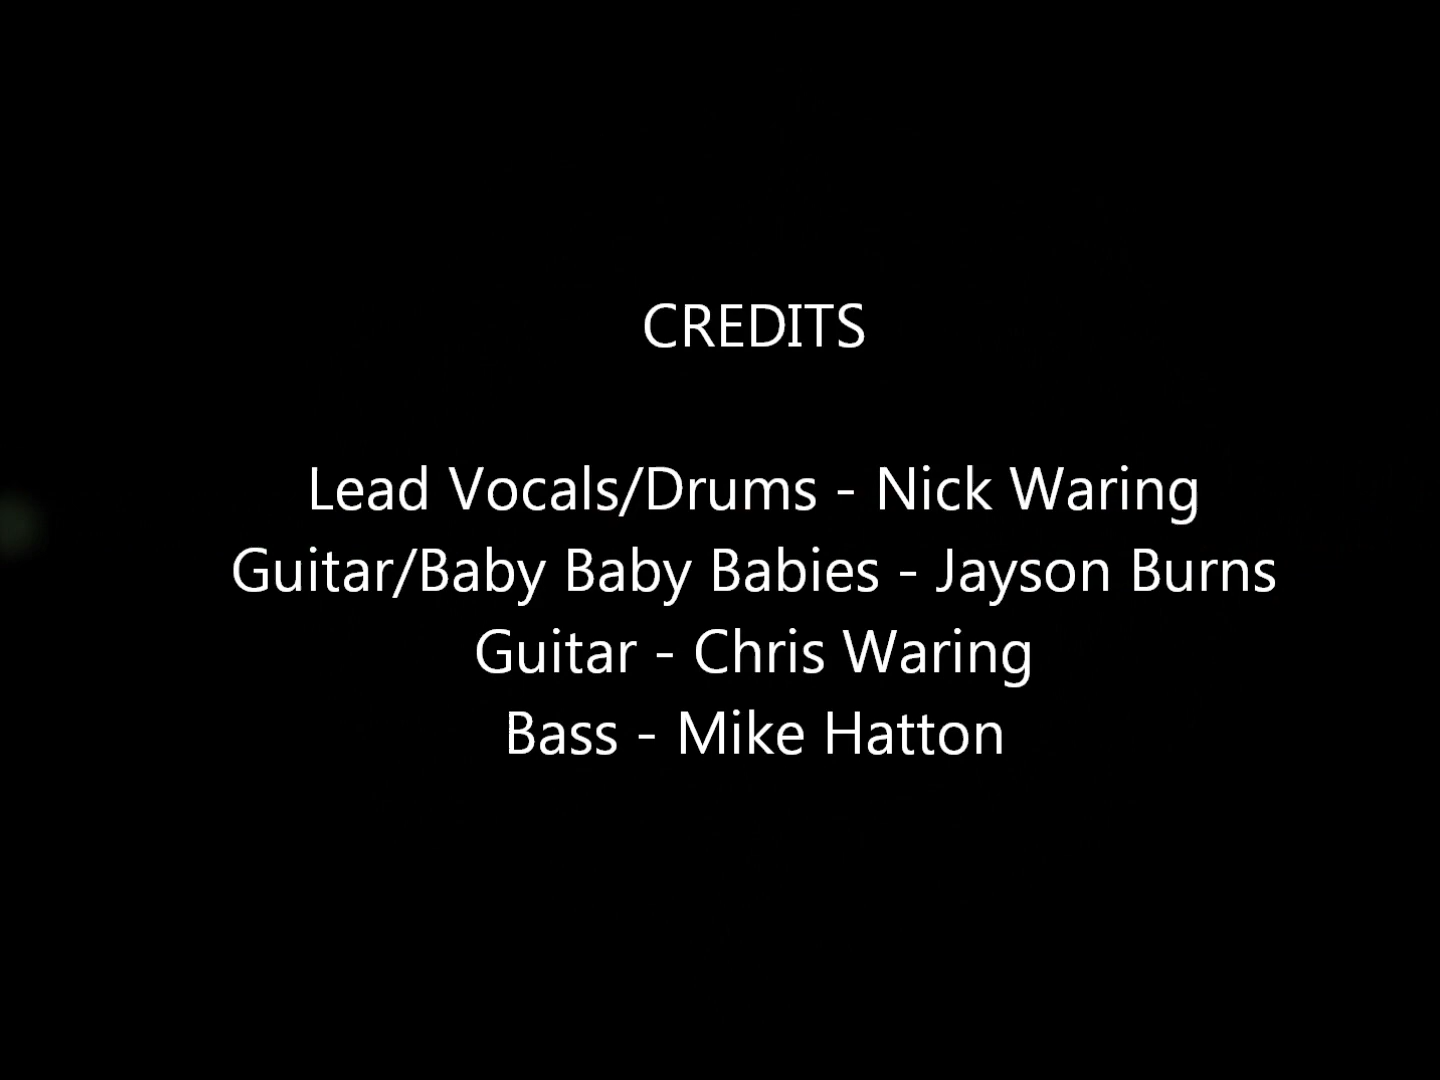 CREDITS
Lead Vocals/Drums - Nick Waring
Guitar/Baby Baby Babies - Jayson Burns
Guitar - Chris Waring
Bass - Mike Hatton